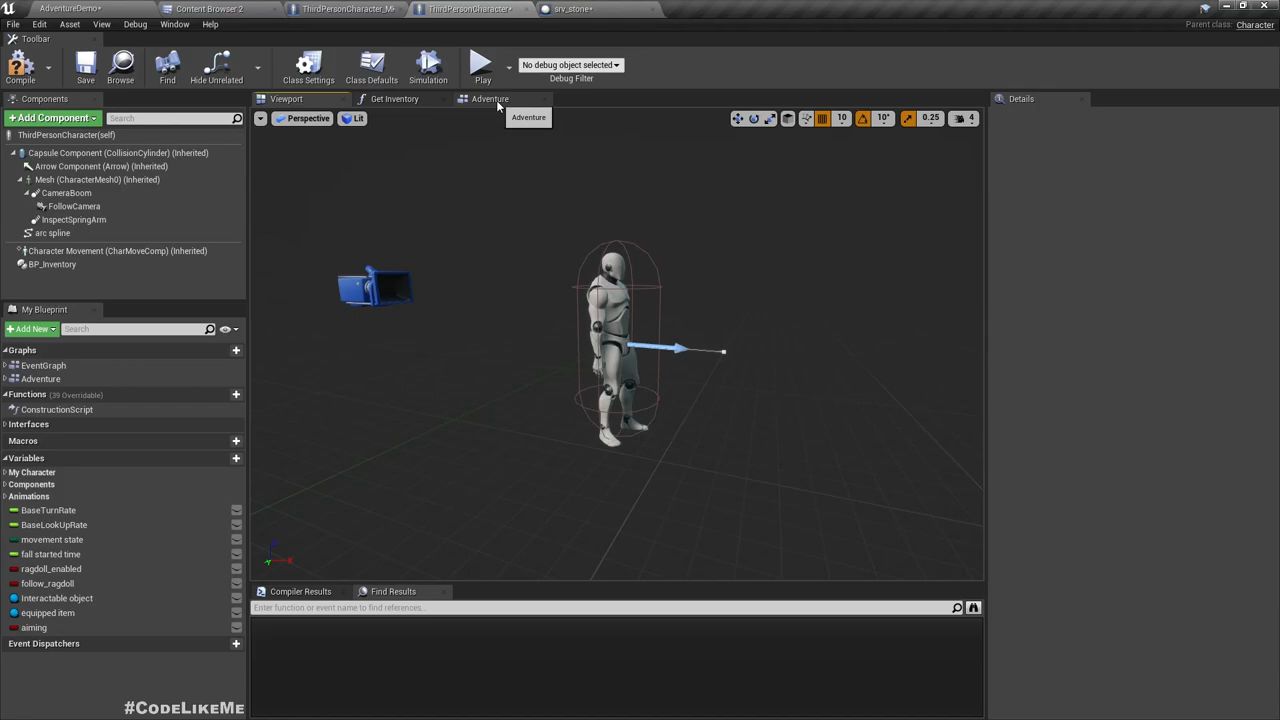 AdventureDemo*
Content Browser 2
ThirdPersonCharacter_M
ThirdPersonCharacter*
srv_stone*
File
Edit
Asset
View
Debug
Window
Help
Parent class: Character
Toolbar
Compile
Save
Browse
Find
Hide Unrelated
Class Settings
Class Defaults
Simulation
Play
No debug object selected
Debug Filter
Components
Viewport
Get Inventory
Adventure
Details
+Add Component
Search
Perspective
Lit
10
10°
0.25
4
Adventure
ThirdPersonCharacter(self)
Capsule Component (CollisionCylinder) (Inherited)
Arrow Component (Arrow) (Inherited)
Mesh (CharacterMesh0) (Inherited)
CameraBoom
FollowCamera
InspectSpringArm
arc spline
Character Movement (CharMoveComp) (Inherited)
BP_Inventory
My Blueprint
+Add New
Search
Graphs
EventGraph
Adventure
Functions (39 Overridable)
ConstructionScript
Interfaces
Macros
Variables
My Character
Components
Animations
BaseTurnRate
BaseLookUpRate
movement state
fall started time
ragdoll_enabled
follow_ragdoll
Interactable object
equipped item
aiming
Event Dispatchers
Compiler Results
Find Results
Enter function or event name to find references...
#CodeLikeMe